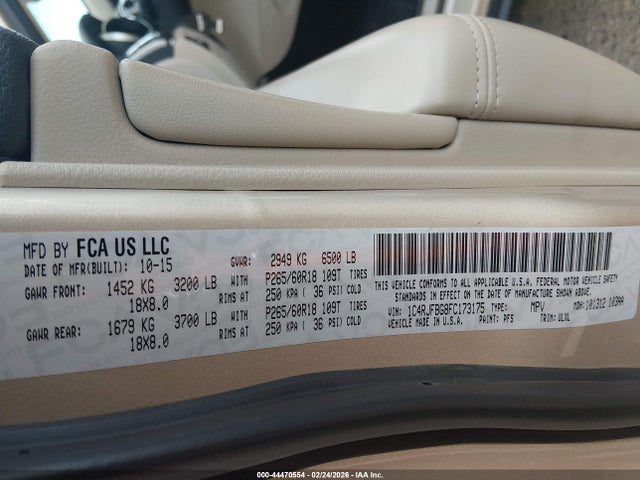 MFD BY FCA US LLC
DATE OF MFR(BUILT): 10-15 GVWR: 2949 KG 6500 LB
GAWR FRONT: 1452 KG 3200 LB WITH P265/60R18 109T TIRES
18X8.0 RIMS AT 250 KPA ( 36 PSI) COLD
GAWR REAR: 1679 KG 3700 LB WITH P265/60R18 109T TIRES
18X8.0 RIMS AT 250 KPA ( 36 PSI) COLD
THIS VEHICLE CONFORMS TO ALL APPLICABLE U.S.A. FEDERAL MOTOR VEHICLE SAFETY
STANDARDS IN EFFECT ON THE DATE OF MANUFACTURE SHOWN ABOVE.
VIN: 1C4RJFBG8FC173175 TYPE: MPV MDH: 101312
VEHICLE MADE IN U.S.A. PAINT: PFS TRIM:
000-44470554 - 02/24/2026 - IAA Inc.